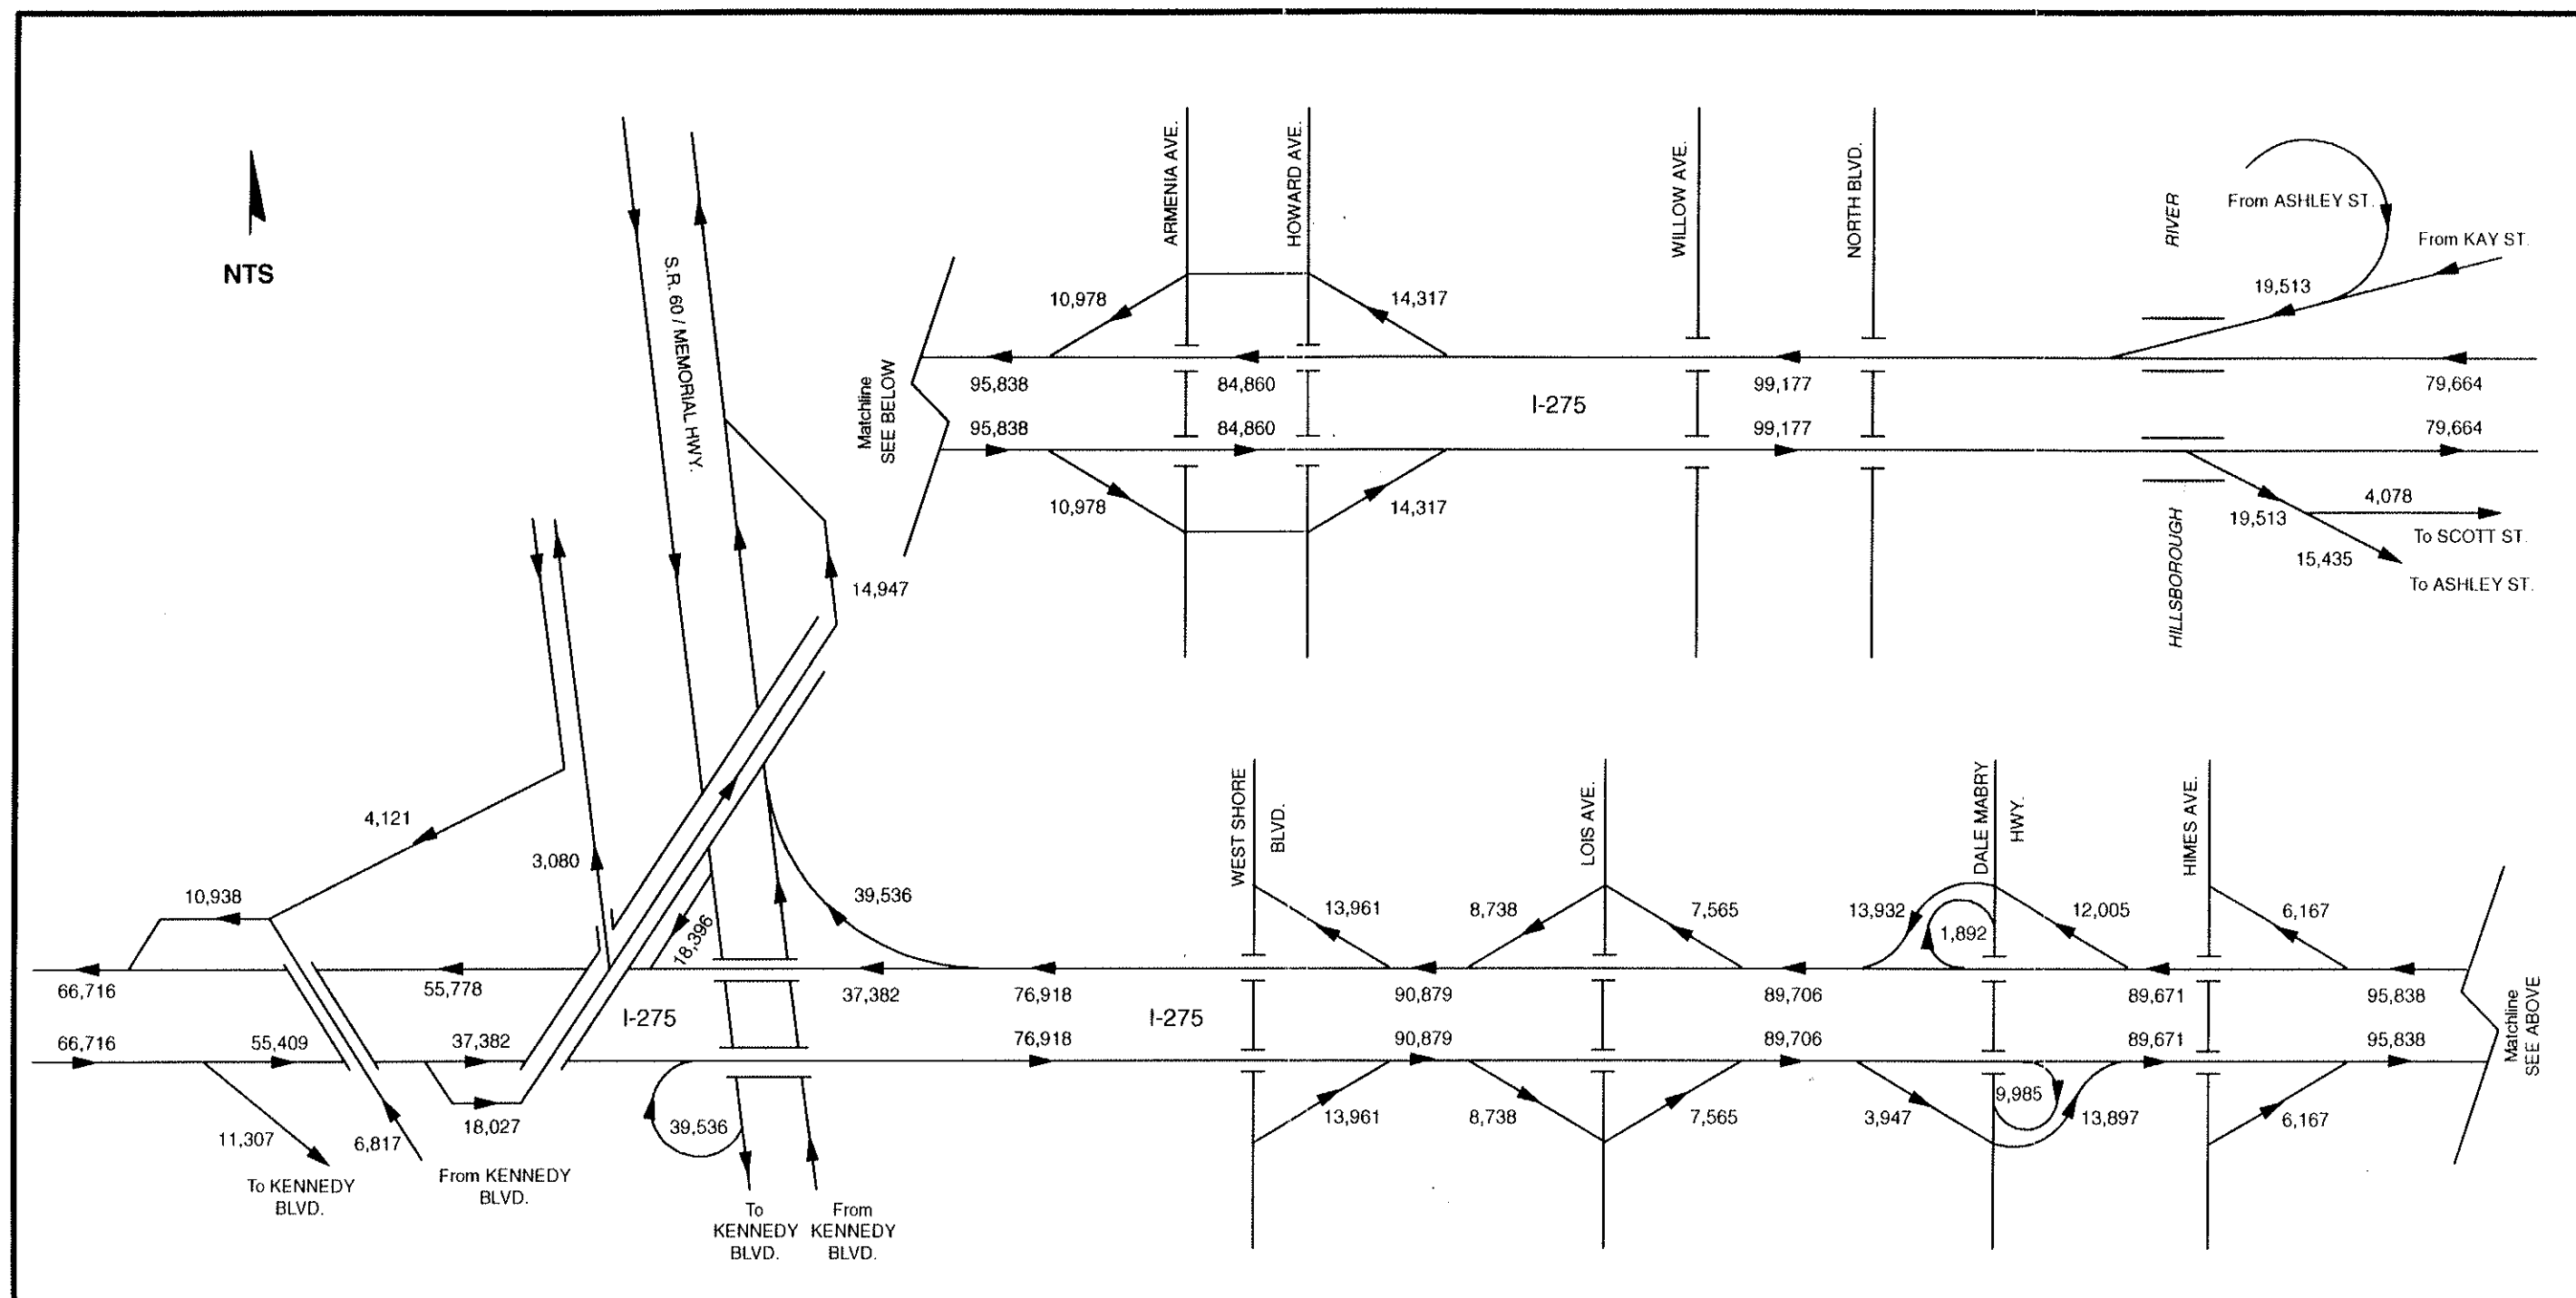 NTS
S.R. 60 / MEMORIAL HWY.
ARMENIA AVE.
HOWARD AVE.
WILLOW AVE.
NORTH BLVD.
RIVER
From ASHLEY ST.
From KAY ST.
19,513
10,978
14,317
Matchline
SEE BELOW
95,838
84,860
99,177
79,664
I-275
95,838
84,860
99,177
79,664
10,978
14,317
19,513
4,078
To SCOTT ST.
15,435
To ASHLEY ST.
HILLSBOROUGH
14,947
4,121
3,080
10,938
18,396
39,536
WEST SHORE
BLVD.
LOIS AVE.
DALE MABRY
HWY.
HIMES AVE.
13,961
8,738
7,565
13,932
1,892
12,005
6,167
66,716
55,778
37,382
76,918
90,879
89,706
89,671
95,838
I-275
I-275
Matchline
SEE ABOVE
66,716
55,409
37,382
76,918
90,879
89,706
89,671
95,838
11,307
6,817
18,027
39,536
13,961
8,738
7,565
3,947
9,985
13,897
6,167
To KENNEDY
BLVD.
From KENNEDY
BLVD.
To
KENNEDY
BLVD.
From
KENNEDY
BLVD.